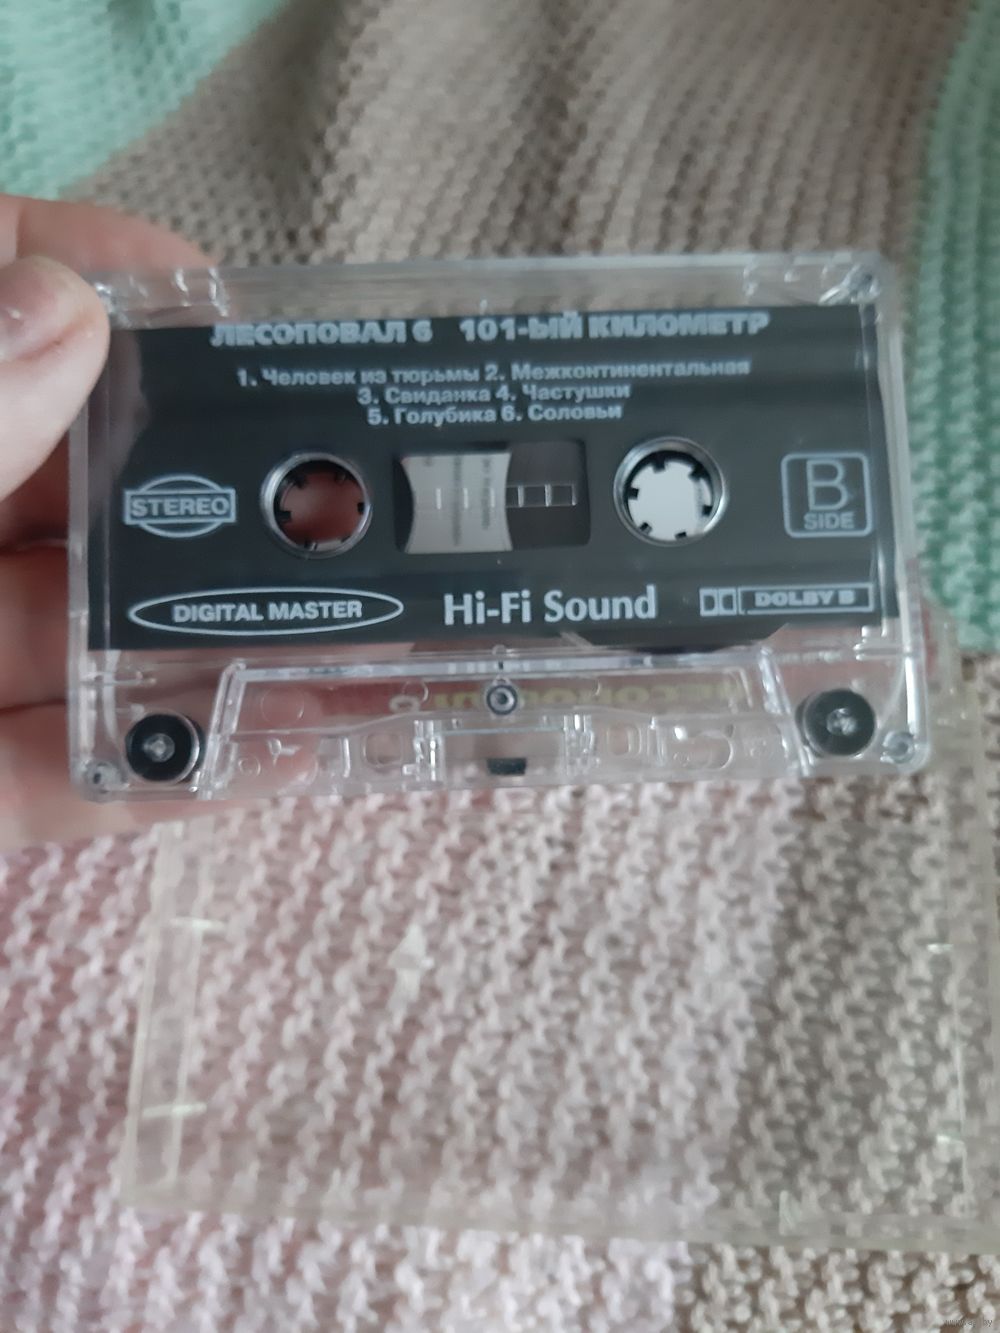 ЛЕСОПОВАЛ 6 101-ЫЙ КИЛОМЕТР
1. Человек из тюрьмы 2. Межконтинентальная
3. Свиданка 4. Частушки
5. Голубика 6. Соловьи
STEREO
B
SIDE
DIGITAL MASTER
Hi-Fi Sound
DOLBY B